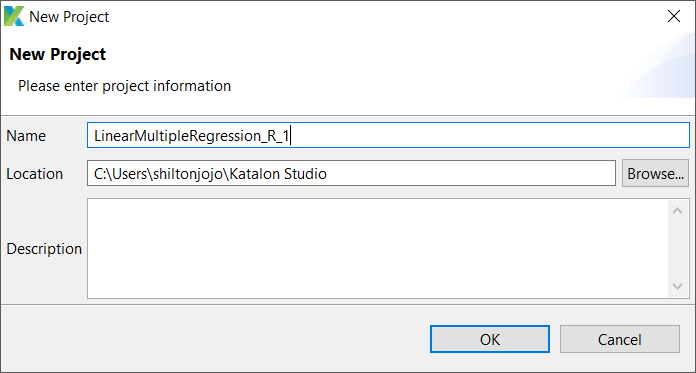 New Project
New Project
Please enter project information
Name LinearMultipleRegression_R_1
Location C:\Users\shiltonjojo\Katalon Studio Browse...
Description
OK Cancel